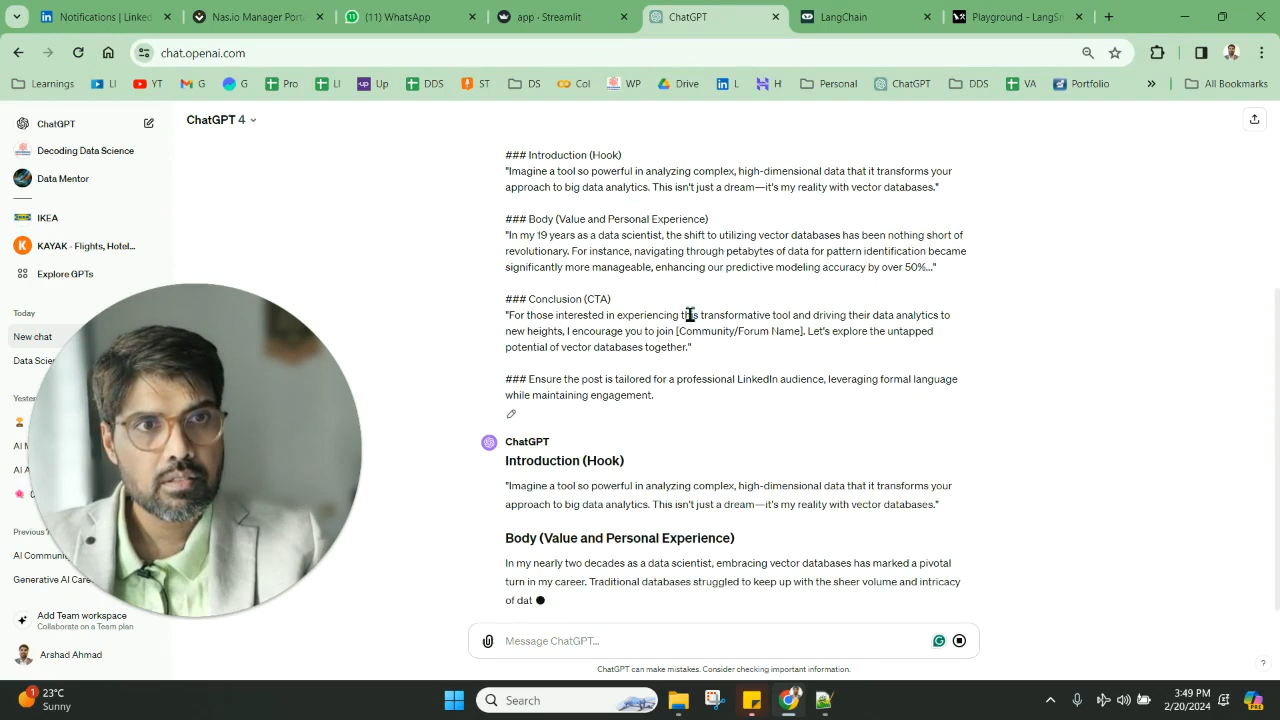 Notifications | Linked
Nas.io Manager Port
(11) WhatsApp
app · Streamlit
ChatGPT
LangChain
Playground - LangS
chat.openai.com
Learnings
LI
YT
G
G
Pro
LI
Up
DDS
ST
DS
Col
WP
Drive
L
H
Personal
ChatGPT
DDS
VA
Portfolio
All Bookmarks
ChatGPT
Decoding Data Science
Data Mentor
IKEA
KAYAK - Flights, Hotel...
Explore GPTs
Today
New chat
Data Scien
Yester
AI M
AI A
Previous 7
AI Commun
Generative AI Care
Add Team workspace
Collaborate on a Team plan
Arshad Ahmad
ChatGPT 4
### Introduction (Hook)
"Imagine a tool so powerful in analyzing complex, high-dimensional data that it transforms your
approach to big data analytics. This isn't just a dream—it's my reality with vector databases."
### Body (Value and Personal Experience)
"In my 19 years as a data scientist, the shift to utilizing vector databases has been nothing short of
revolutionary. For instance, navigating through petabytes of data for pattern identification became
significantly more manageable, enhancing our predictive modeling accuracy by over 50%..."
### Conclusion (CTA)
"For those interested in experiencing this transformative tool and driving their data analytics to
new heights, I encourage you to join [Community/Forum Name]. Let's explore the untapped
potential of vector databases together."
### Ensure the post is tailored for a professional LinkedIn audience, leveraging formal language
while maintaining engagement.
ChatGPT
Introduction (Hook)
"Imagine a tool so powerful in analyzing complex, high-dimensional data that it transforms your
approach to big data analytics. This isn't just a dream—it's my reality with vector databases."
Body (Value and Personal Experience)
In my nearly two decades as a data scientist, embracing vector databases has marked a pivotal
turn in my career. Traditional databases struggled to keep up with the sheer volume and intricacy
of dat
Message ChatGPT...
ChatGPT can make mistakes. Consider checking important information.
?
1
23°C
Sunny
Search
3:49 PM
2/20/2024